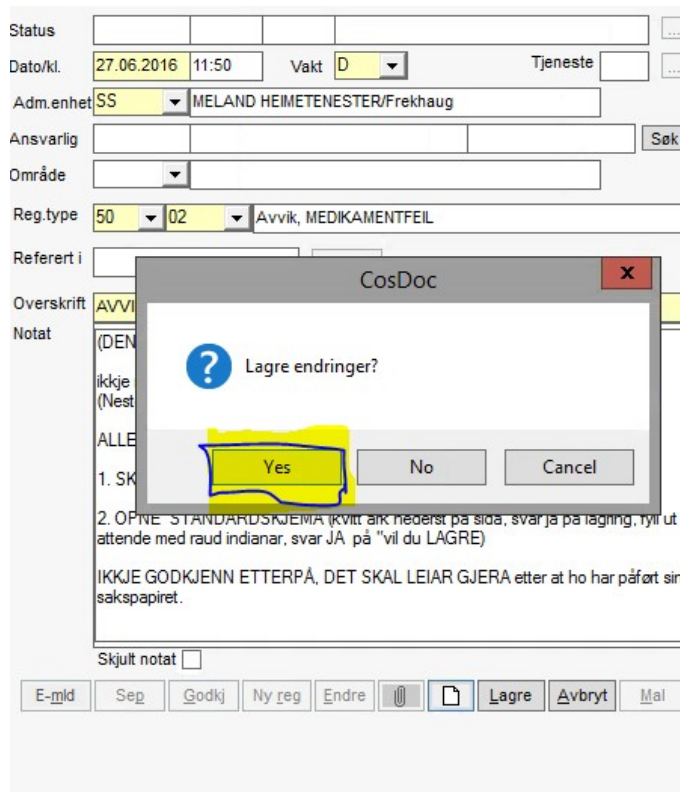 Status
...
Dato/kl. 27.06.2016 11:50 Vakt D Tjeneste
...
Adm.enhet SS MELAND HEIMETENESTER/Frekhaug
Ansvarlig Søk
Område
Reg.type 50 02 Avvik, MEDIKAMENTFEIL
Referert i
CosDoc x
Overskrift AVVI
Notat (DEN
? Lagre endringer?
ikkje
(Nest
ALLE
Yes No Cancel
1. SK
2. OPNE STANDARDSKJEMA (kvitt ark nederst på sida, svar ja på lagring, fyll ut
attende med raud indianar, svar JA på "vil du LAGRE)
IKKJE GODKJENN ETTERPÅ, DET SKAL LEIAR GJERA etter at ho har påført sin
sakspapiret.
Skjult notat
E-mld Sep Godkj Ny reg Endre Lagre Avbryt Mal